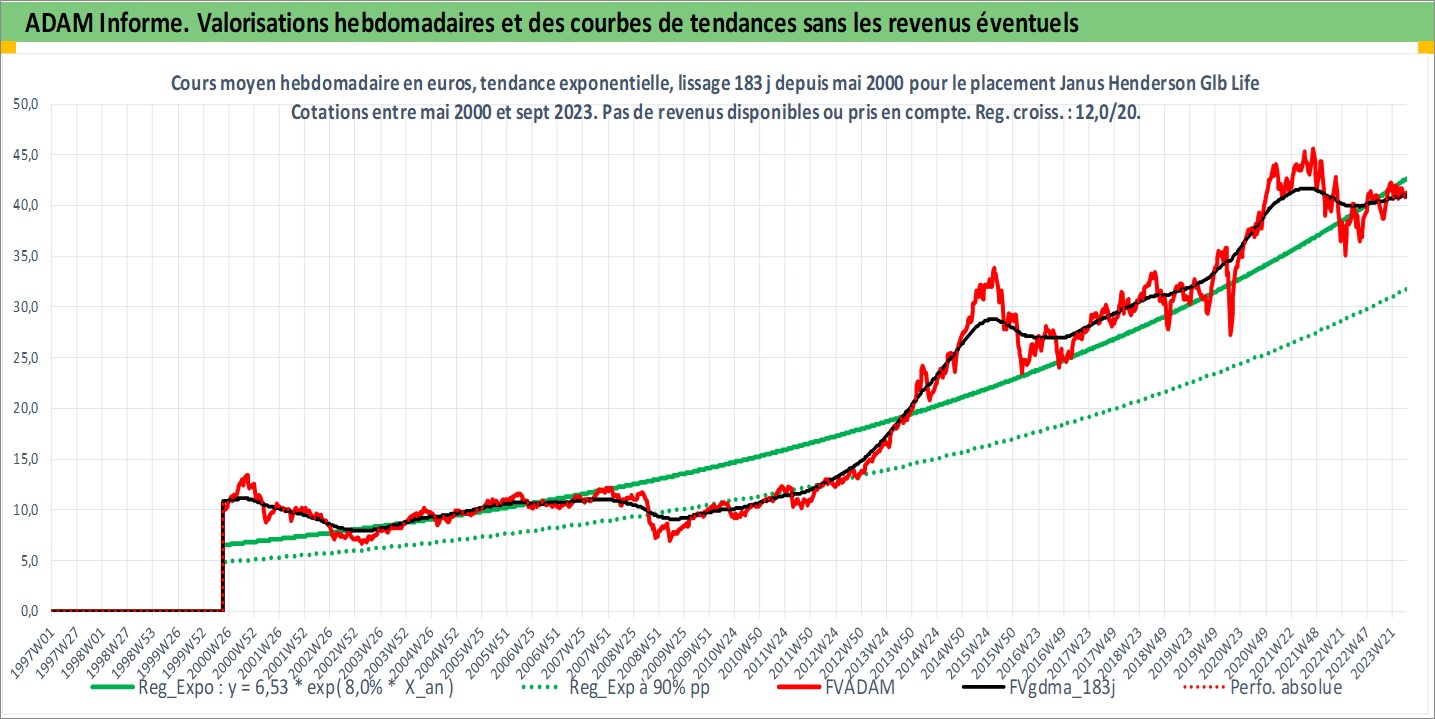 ADAM Informe. Valorisations hebdomadaires et des courbes de tendances sans les revenus éventuels
Cours moyen hebdomadaire en euros, tendance exponentielle, lissage 183 j depuis mai 2000 pour le placement Janus Henderson Glb Life
Cotations entre mai 2000 et sept 2023. Pas de revenus disponibles ou pris en compte. Reg. croiss. : 12,0/20.
50,0
45,0
40,0
35,0
30,0
25,0
20,0
15,0
10,0
5,0
0,0
1997W01 1997W27 1998W01 1998W27 1998W53 1999W26 1999W52 2000W26 2000W52 2001W26 2001W52 2002W26 2002W52 2003W26 2003W52 2004W26 2004W52 2005W25 2005W51 2006W25 2006W51 2007W25 2007W51 2008W25 2008W51 2009W25 2009W51 2010W24 2010W50 2011W24 2011W50 2012W24 2012W50 2013W24 2013W50 2014W24 2014W50 2015W24 2015W50 2016W23 2016W49 2017W23 2017W49 2018W23 2018W49 2019W23 2019W49 2020W23 2020W49 2021W22 2021W48 2022W21 2022W47 2023W21
Reg_Expo : y = 6,53 * exp( 8,0% * X_an ) Reg_Exp à 90% pp FVADAM FVgdma_183j Perfo. absolue